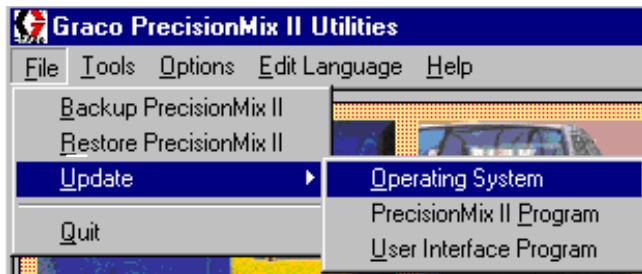 Graco PrecisionMix II Utilities
File Tools Options Edit Language Help
Backup PrecisionMix II
Restore PrecisionMix II
Update
Operating System
PrecisionMix II Program
User Interface Program
Quit